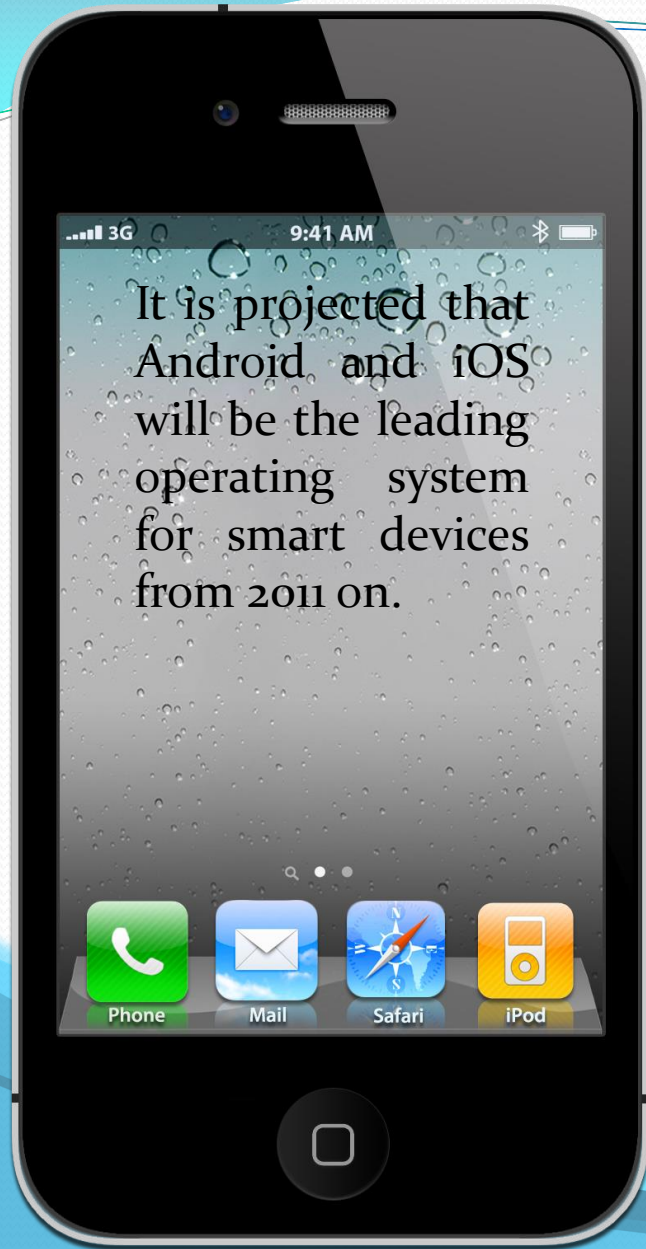 3G 9:41 AM
It is projected that
Android and iOS
will be the leading
operating system
for smart devices
from 2011 on.
Phone Mail Safari iPod